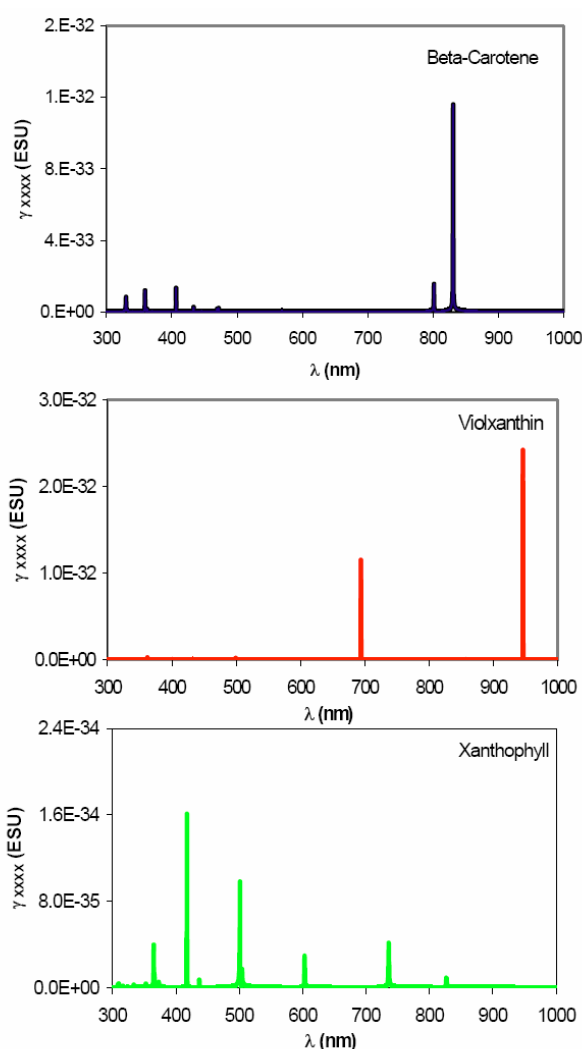 2.E-32
Beta-Carotene
1.E-32
8.E-33
4.E-33
0.E+00
γ xxxx (ESU)
300 400 500 600 700 800 900 1000
λ (nm)
3.0E-32
Violxanthin
2.0E-32
1.0E-32
0.0E+00
γ xxxx (ESU)
300 400 500 600 700 800 900 1000
λ (nm)
2.4E-34
Xanthophyll
1.6E-34
8.0E-35
0.0E+00
γ xxxx (ESU)
300 400 500 600 700 800 900 1000
λ (nm)